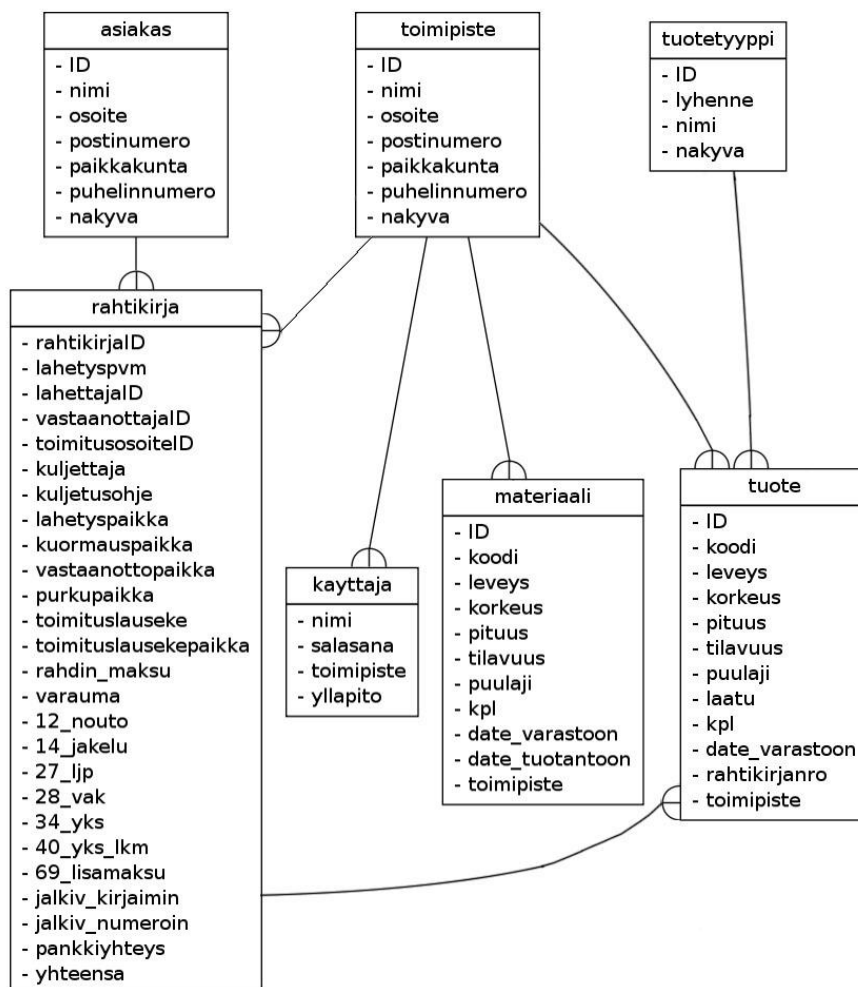 asiakas
- ID
- nimi
- osoite
- postinumero
- paikkakunta
- puhelinnumero
- nakyva
toimipiste
- ID
- nimi
- osoite
- postinumero
- paikkakunta
- puhelinnumero
- nakyva
tuotetyyppi
- ID
- lyhenne
- nimi
- nakyva
rahtikirja
- rahtikirjaID
- lahetyspvm
- lahettajaID
- vastaanottajaID
- toimitusosoiteID
- kuljettaja
- kuljetusohje
- lahetyspaikka
- kuormauspaikka
- vastaanottopaikka
- purkupaikka
- toimituslauseke
- toimituslausekepaikka
- rahdin_maksu
- varauma
- 12_nouto
- 14_jakelu
- 27_ljp
- 28_vak
- 34_yks
- 40_yks_lkm
- 69_lisamaksu
- jalkiv_kirjaimin
- jalkiv_numeroin
- pankkiyhteys
- yhteensa
kayttaja
- nimi
- salasana
- toimipiste
- yllapito
materiaali
- ID
- koodi
- leveys
- korkeus
- pituus
- tilavuus
- puulaji
- kpl
- date_varastoon
- date_tuotantoon
- toimipiste
tuote
- ID
- koodi
- leveys
- korkeus
- pituus
- tilavuus
- puulaji
- laatu
- kpl
- date_varastoon
- rahtikirjanro
- toimipiste